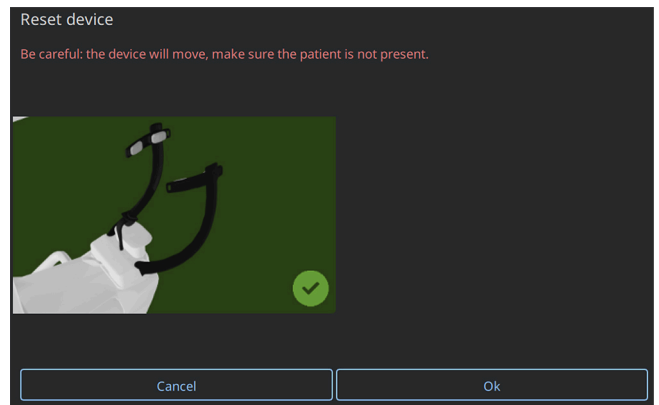 Reset device
Be careful: the device will move, make sure the patient is not present.
Cancel
Ok